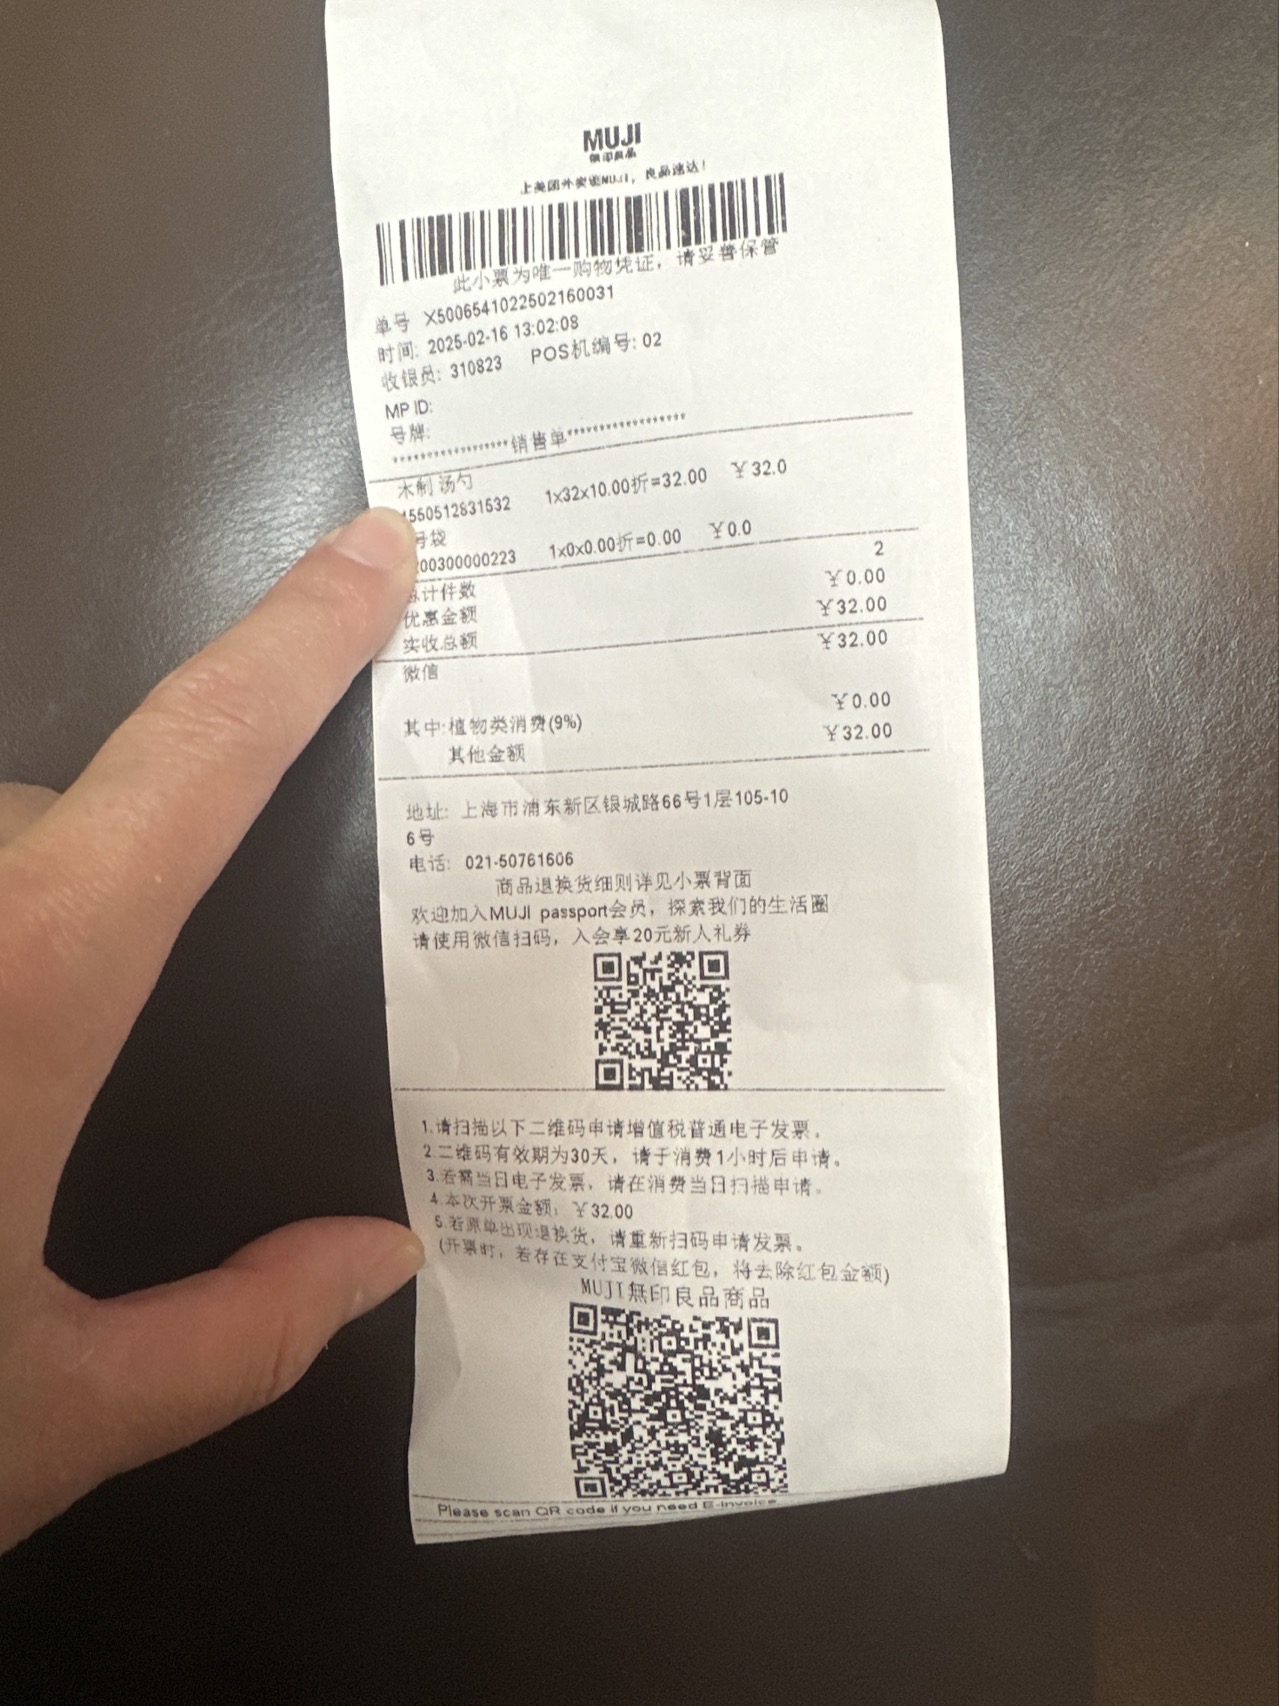 MUJI
無印良品
上美团外卖逛MUJI，良品速达！
此小票为唯一购物凭证，请妥善保管
单号 X5006541022502160031
时间: 2025-02-16 13:02:08
收银员: 310823 POS机编号: 02
MP ID:
号牌:
******************销售单******************
木制 汤勺
4550512831532 1x32x10.00折=32.00 ￥32.0
号袋
200300000223 1x0x0.00折=0.00 ￥0.0
总计件数 2
优惠金额 ￥0.00
实收总额 ￥32.00
微信 ￥32.00
其中:植物类消费(9%) ￥0.00
其他金额 ￥32.00
地址: 上海市浦东新区银城路66号1层105-10
6号
电话: 021-50761606
商品退换货细则详见小票背面
欢迎加入MUJI passport会员，探索我们的生活圈
请使用微信扫码，入会享20元新人礼券
1.请扫描以下二维码申请增值税普通电子发票。
2.二维码有效期为30天，请于消费1小时后申请。
3.若需当日电子发票，请在消费当日扫描申请。
4.本次开票金额: ￥32.00
5.若原单出现退换货，请重新扫码申请发票。
(开票时，若存在支付宝微信红包，将去除红包金额)
MUJI無印良品商品
Please scan QR code if you need E-invoice